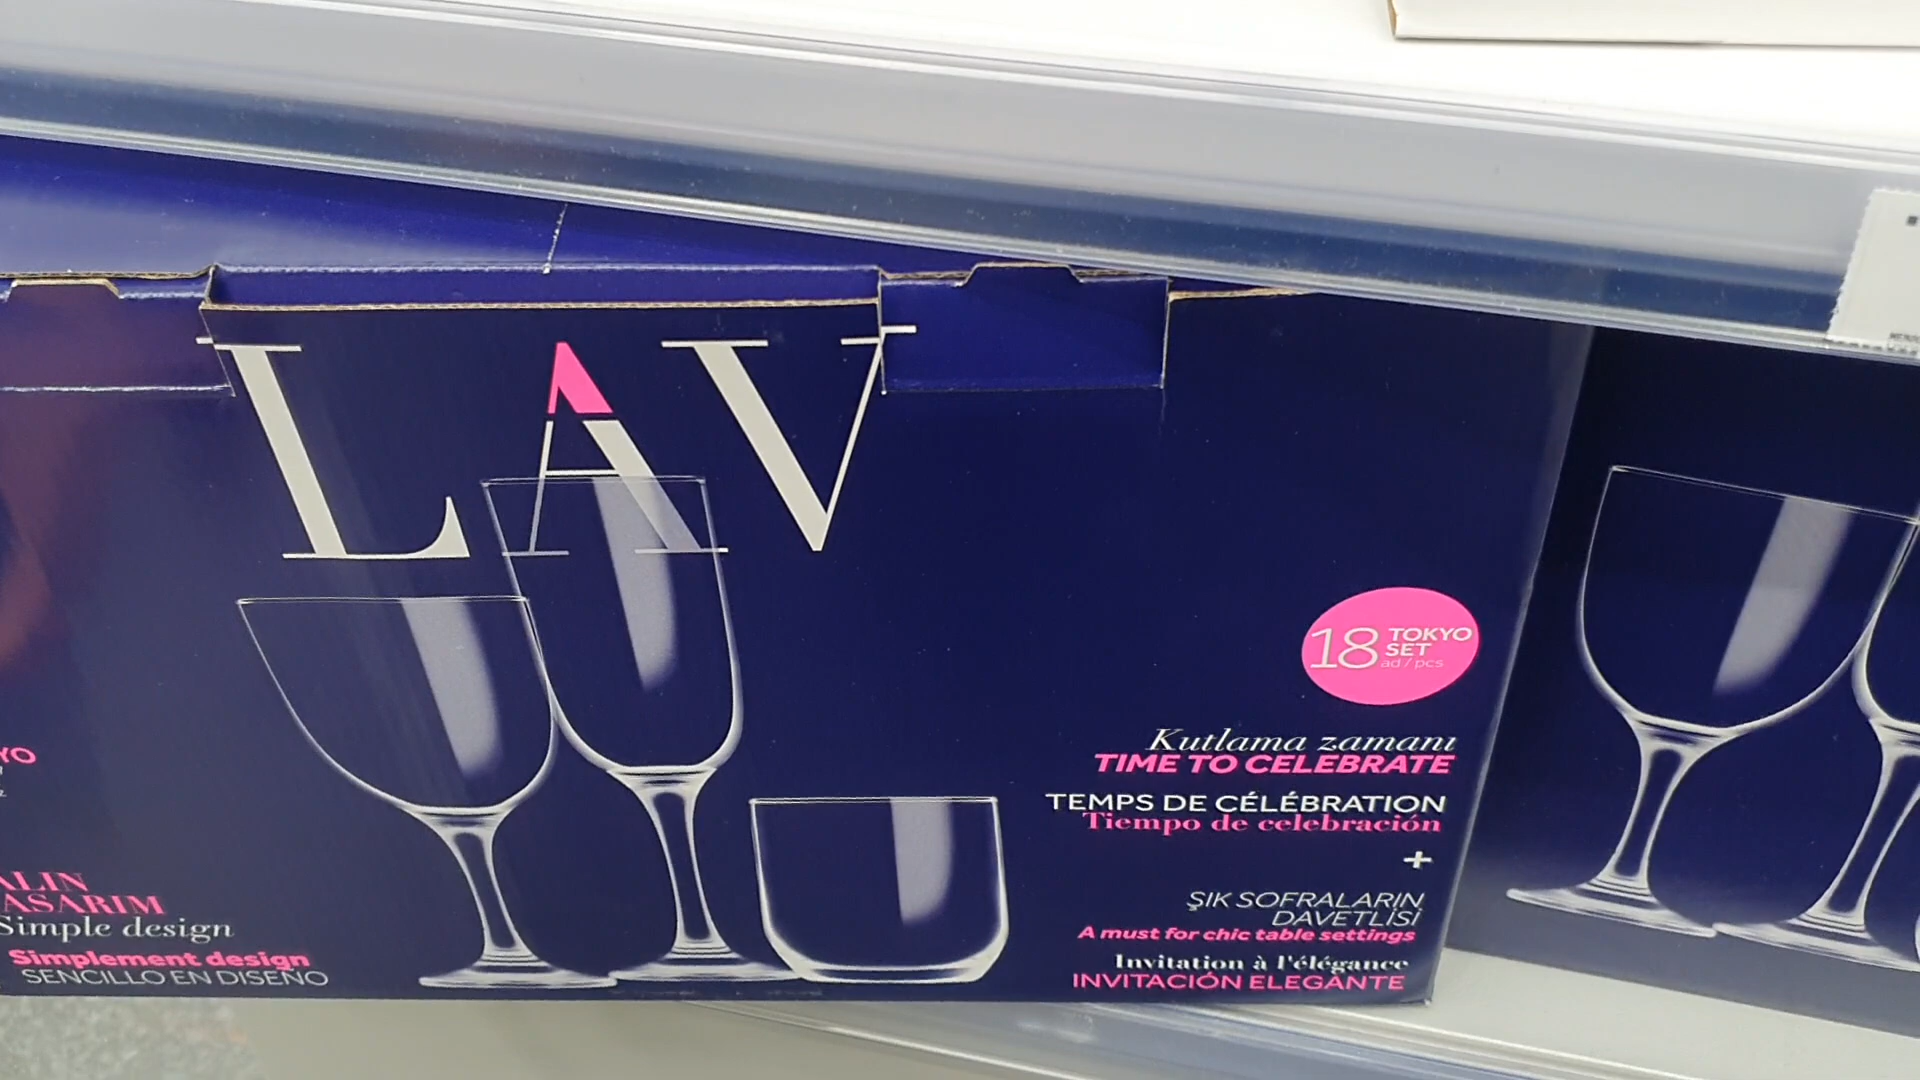 LAV
18 TOKYO
SET
ad / pcs
Kutlama zamanı
TIME TO CELEBRATE
TEMPS DE CÉLÉBRATION
Tiempo de celebración
+
ŞIK SOFRALARIN
DAVETLİSİ
A must for chic table settings
Invitation à l'élégance
INVITACIÓN ELEGANTE
Simple design
Simplement design
SENCILLO EN DISEÑO